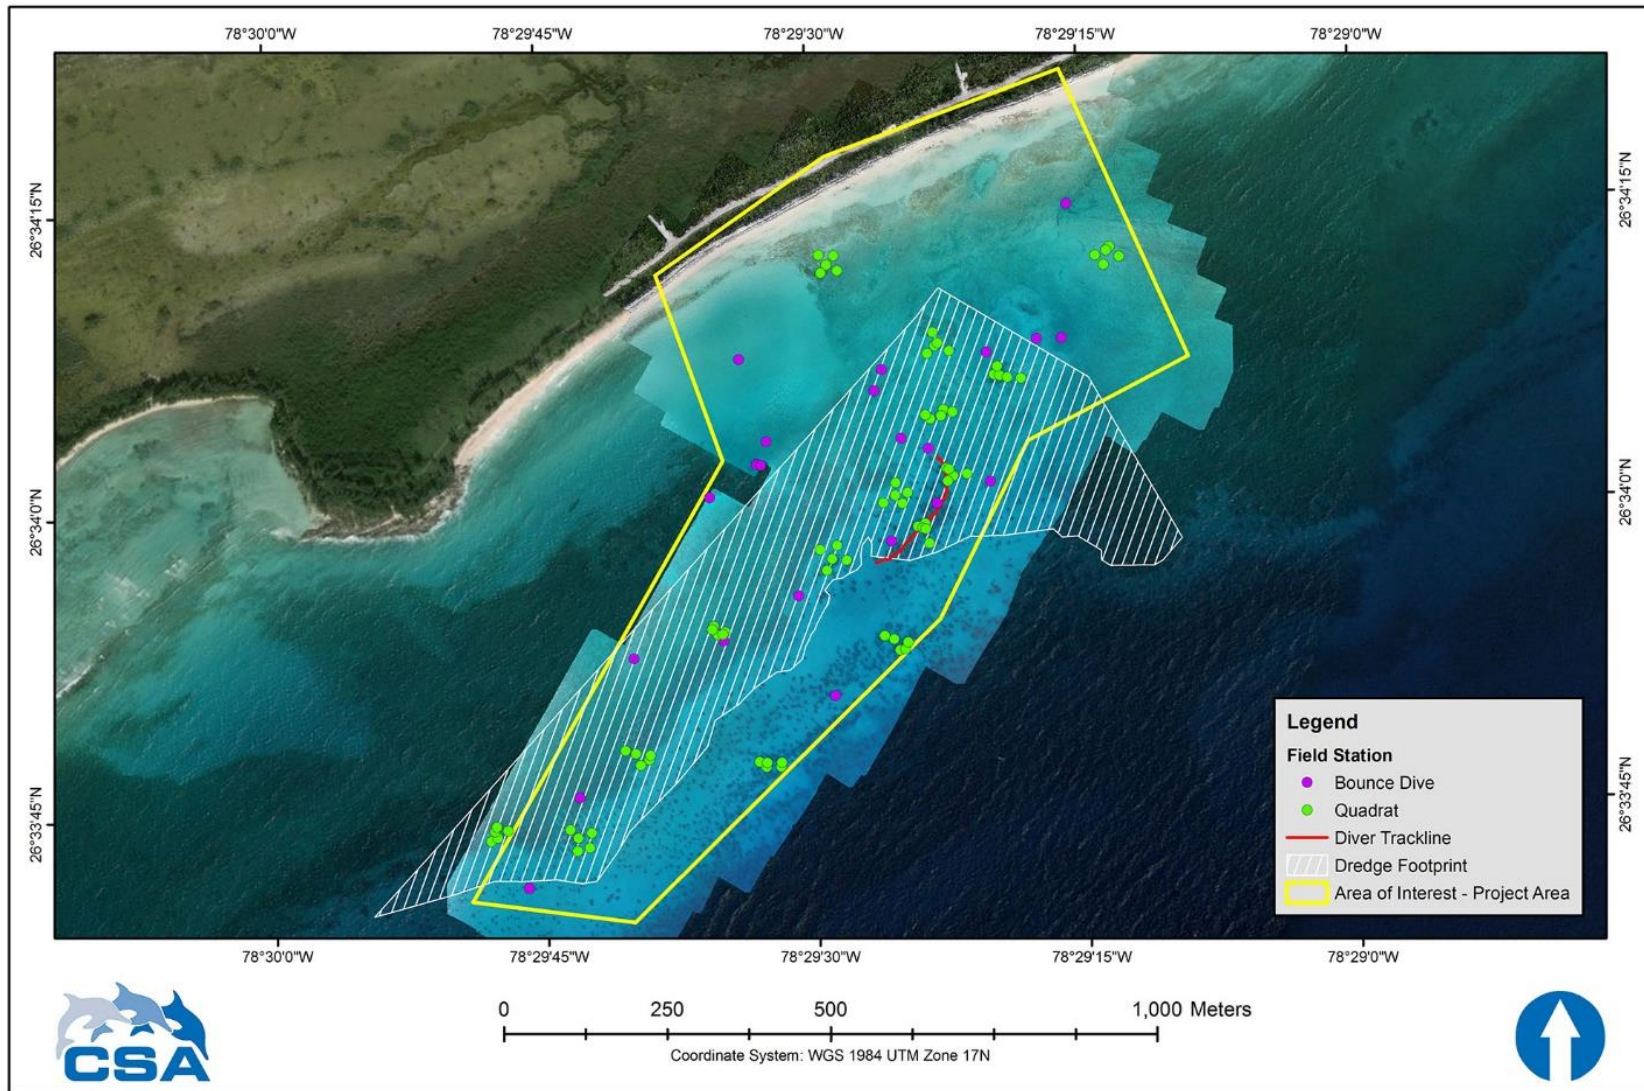 78°30'0"W 78°29'45"W 78°29'30"W 78°29'15"W 78°29'0"W
26°34'15"N
26°34'15"N
26°34'0"N
26°34'0"N
26°33'45"N
26°33'45"N
Legend
Field Station
Bounce Dive
Quadrat
Diver Trackline
Dredge Footprint
Area of Interest - Project Area
78°30'0"W 78°29'45"W 78°29'30"W 78°29'15"W 78°29'0"W
CSA
0 250 500 1,000 Meters
Coordinate System: WGS 1984 UTM Zone 17N